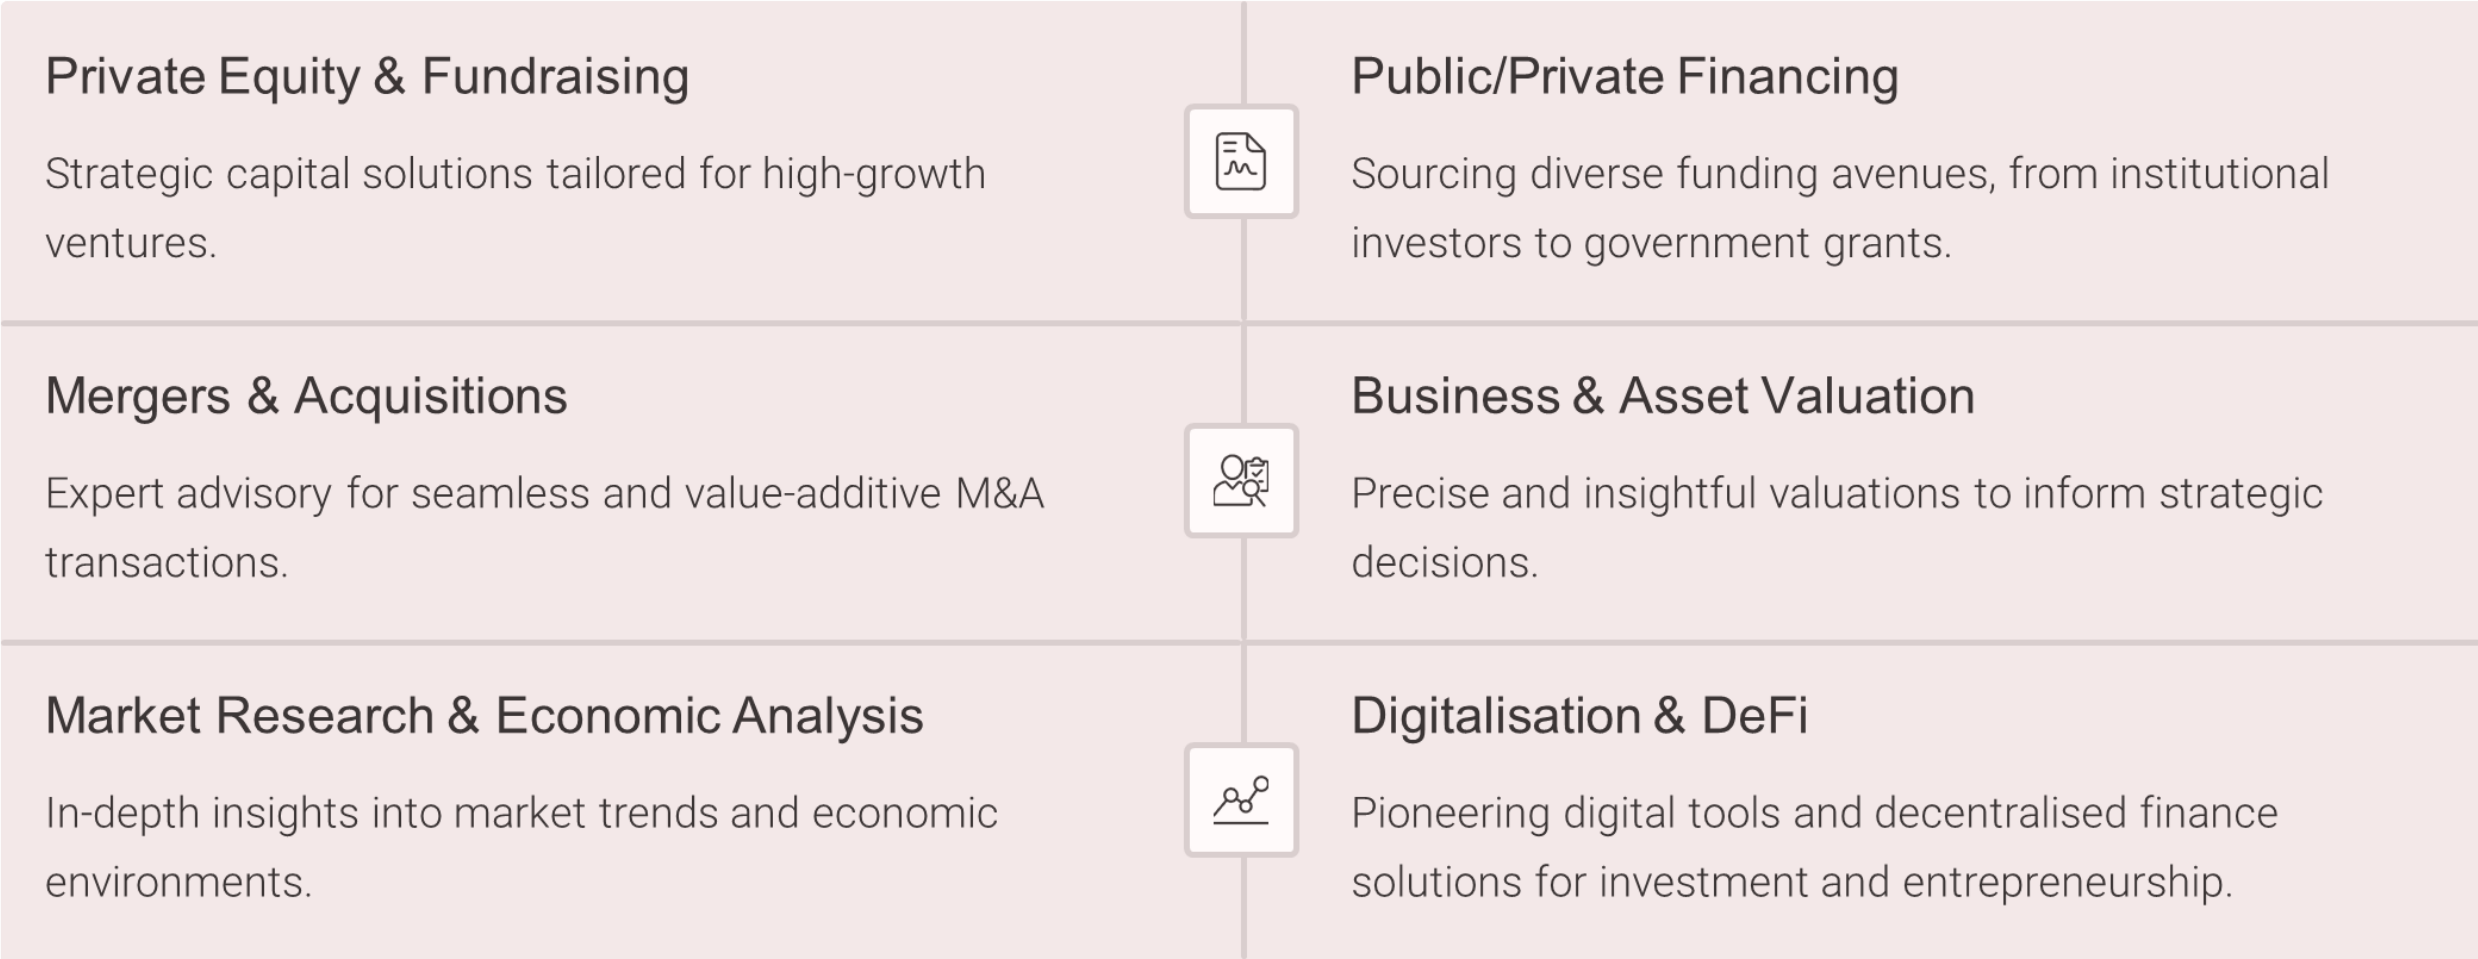 Private Equity & Fundraising
Strategic capital solutions tailored for high-growth
ventures.
Public/Private Financing
Sourcing diverse funding avenues, from institutional
investors to government grants.
Mergers & Acquisitions
Expert advisory for seamless and value-additive M&A
transactions.
Business & Asset Valuation
Precise and insightful valuations to inform strategic
decisions.
Market Research & Economic Analysis
In-depth insights into market trends and economic
environments.
Digitalisation & DeFi
Pioneering digital tools and decentralised finance
solutions for investment and entrepreneurship.